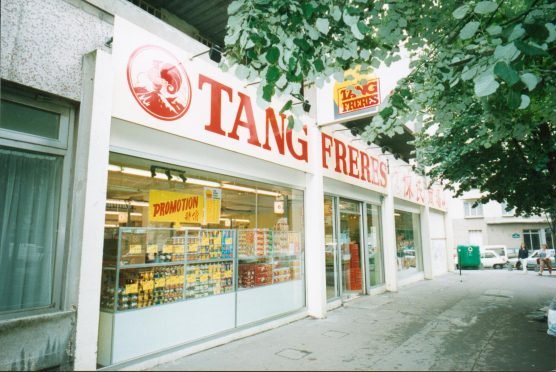 TANG FRERES
TANG
FRERES
PROMOTION